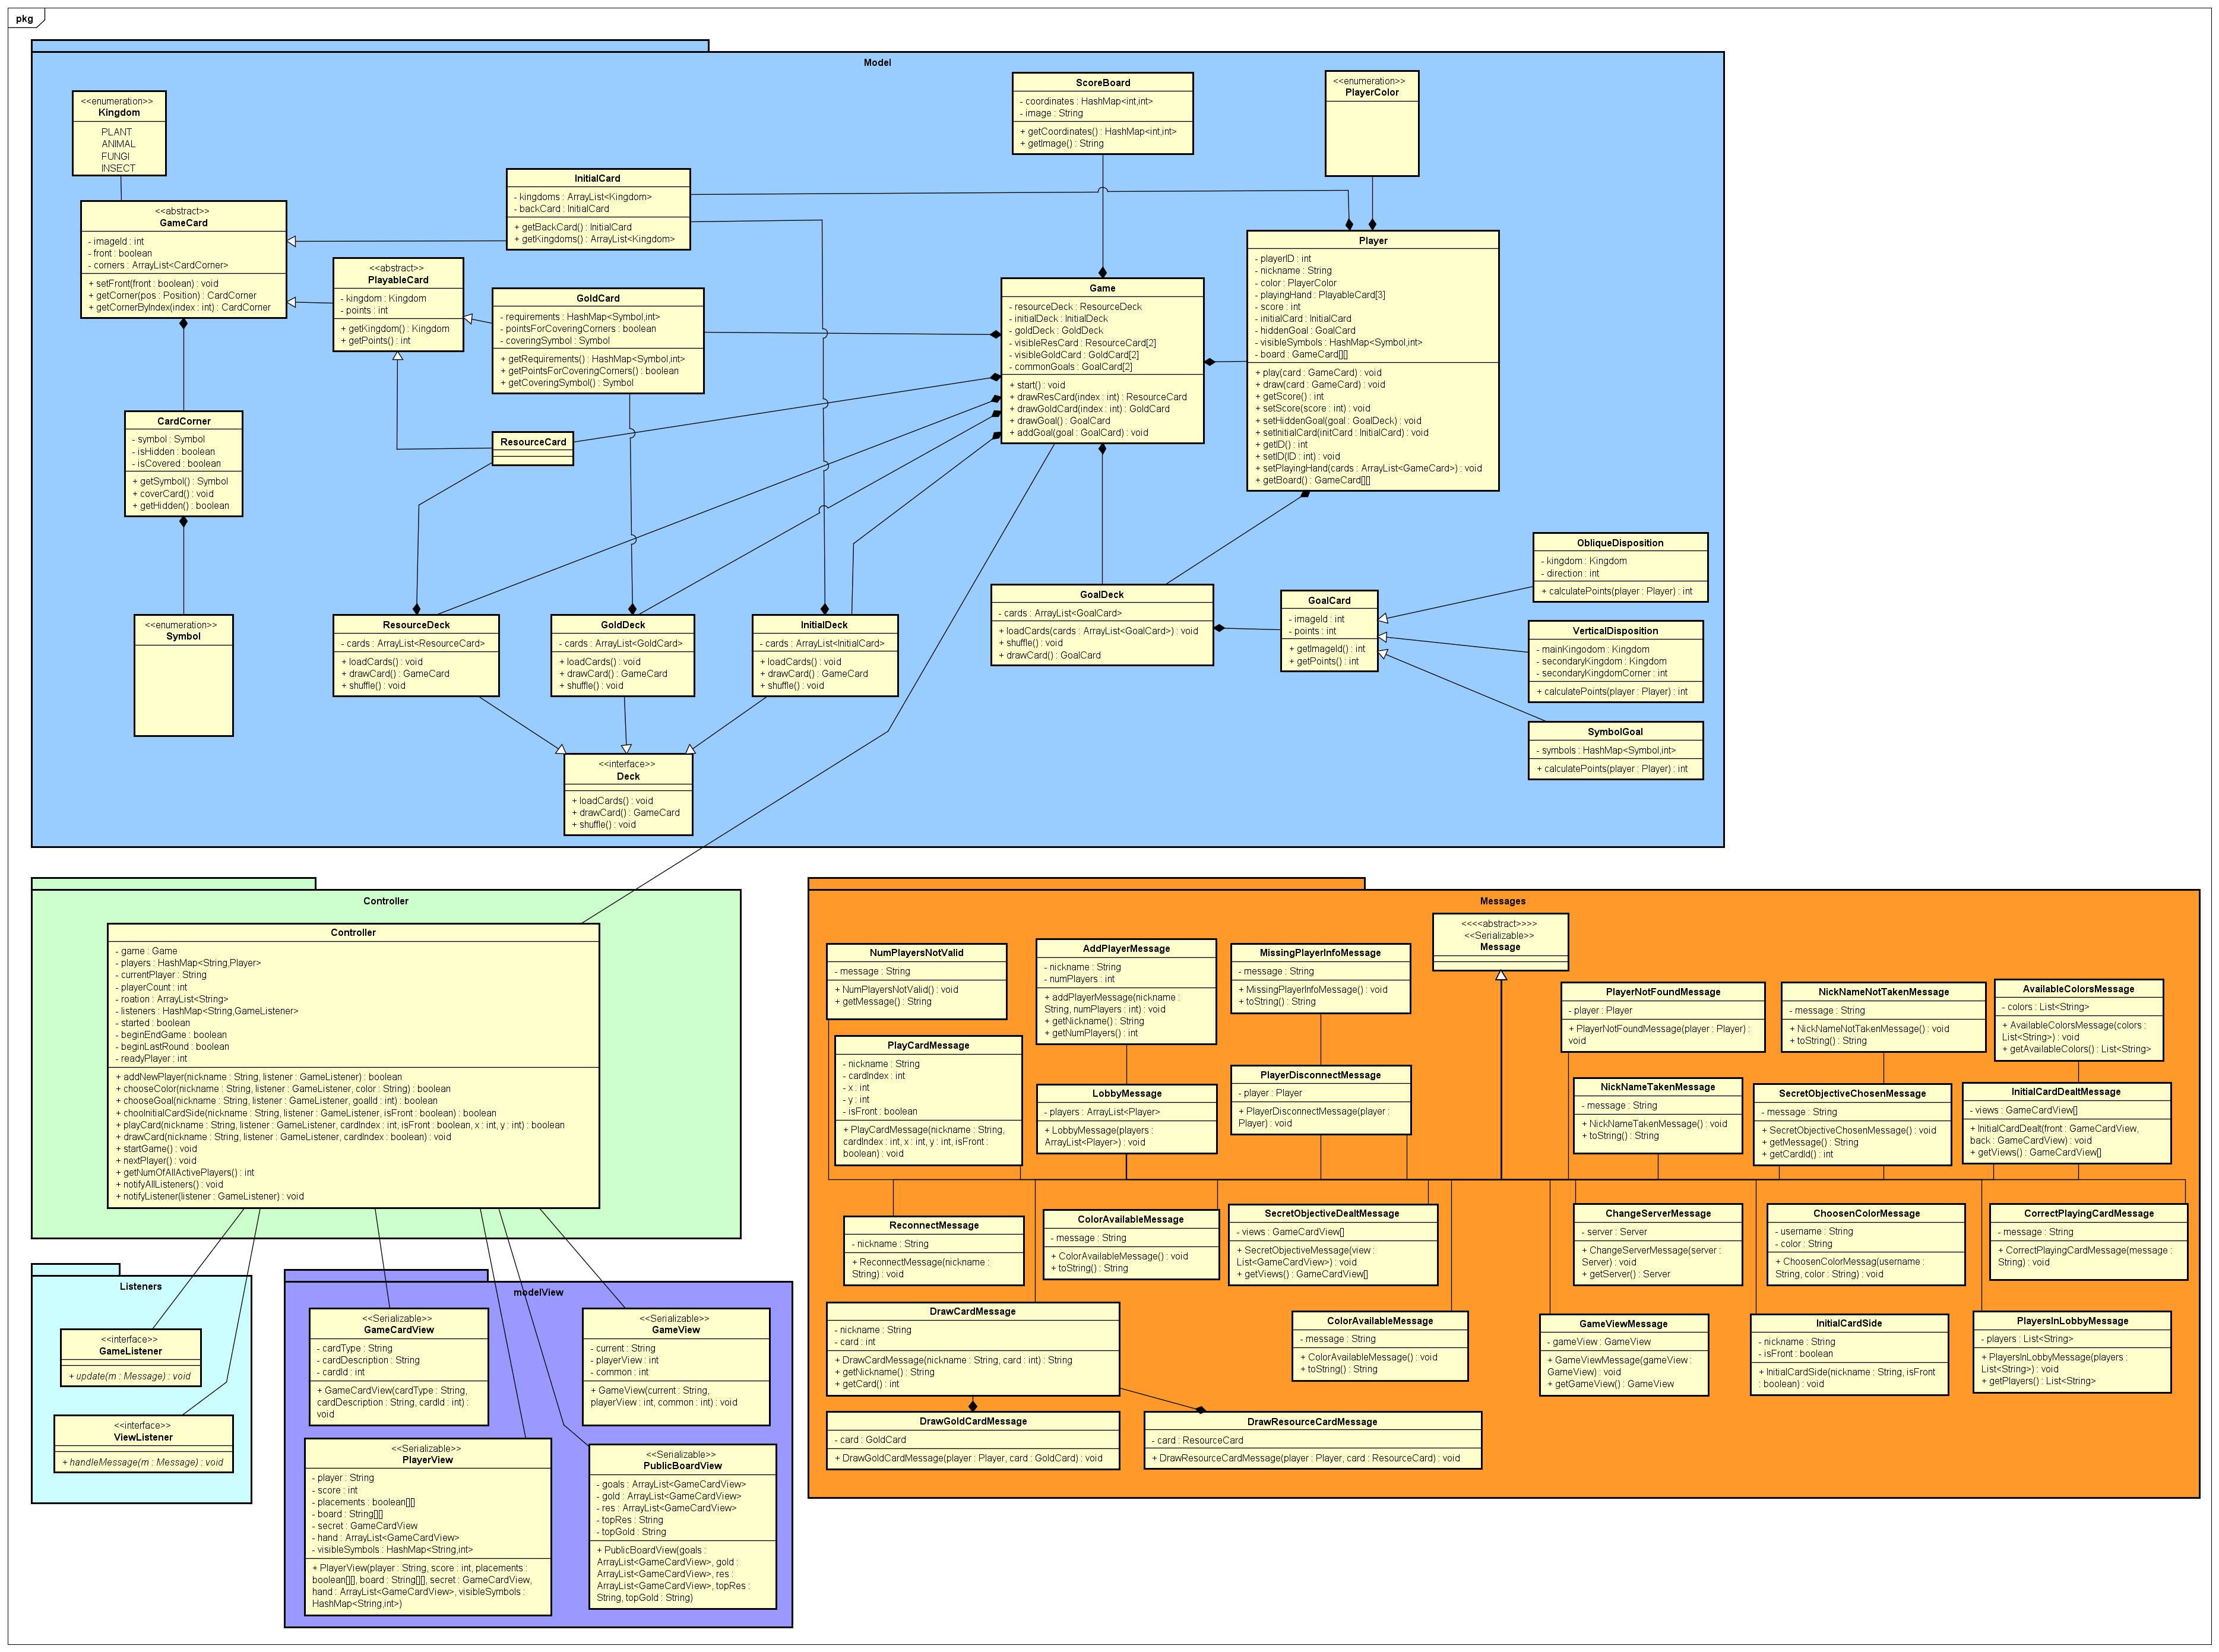 pkg
Model
<<enumeration>>
Kingdom
PLANT
ANIMAL
FUNGI
INSECT
<<abstract>>
GameCard
- imageId : int
- front : boolean
- corners : ArrayList<CardCorner>
+ setFront(front : boolean) : void
+ getCorner(pos : Position) : CardCorner
+ getCornerByIndex(index : int) : CardCorner
InitialCard
- kingdoms : ArrayList<Kingdom>
- backCard : InitialCard
+ getBackCard() : InitialCard
+ getKingdoms() : ArrayList<Kingdom>
<<abstract>>
PlayableCard
- kingdom : Kingdom
- points : int
+ getKingdom() : Kingdom
+ getPoints() : int
GoldCard
- requirements : HashMap<Symbol,int>
- pointsForCoveringCorners : boolean
- coveringSymbol : Symbol
+ getRequirements() : HashMap<Symbol,int>
+ getPointsForCoveringCorners() : boolean
+ getCoveringSymbol() : Symbol
ResourceCard
CardCorner
- symbol : Symbol
- isHidden : boolean
- isCovered : boolean
+ getSymbol() : Symbol
+ coverCard() : void
+ getHidden() : boolean
<<enumeration>>
Symbol
ScoreBoard
- coordinates : HashMap<int,int>
- image : String
+ getCoordinates() : HashMap<int,int>
+ getImage() : String
<<enumeration>>
PlayerColor
Game
- resourceDeck : ResourceDeck
- initialDeck : InitialDeck
- goldDeck : GoldDeck
- visibleResCard : ResourceCard[2]
- visibleGoldCard : GoldCard[2]
- commonGoals : GoalCard[2]
+ start() : void
+ drawResCard(index : int) : ResourceCard
+ drawGoldCard(index : int) : GoldCard
+ drawGoal() : GoalCard
+ addGoal(goal : GoalCard) : void
Player
- playerID : int
- nickname : String
- color : PlayerColor
- playingHand : PlayableCard[3]
- score : int
- initialCard : InitialCard
- hiddenGoal : GoalCard
- visibleSymbols : HashMap<Symbol,int>
- board : GameCard[][]
+ play(card : GameCard) : void
+ draw(card : GameCard) : void
+ getScore() : int
+ setScore(score : int) : void
+ setHiddenGoal(goal : GoalDeck) : void
+ setInitialCard(initCard : InitialCard) : void
+ getID() : int
+ setID(ID : int) : void
+ setPlayingHand(cards : ArrayList<GameCard>) : void
+ getBoard() : GameCard[][]
ResourceDeck
- cards : ArrayList<ResourceCard>
+ loadCards() : void
+ drawCard() : GameCard
+ shuffle() : void
GoldDeck
- cards : ArrayList<GoldCard>
+ loadCards() : void
+ drawCard() : GameCard
+ shuffle() : void
InitialDeck
- cards : ArrayList<InitialCard>
+ loadCards() : void
+ drawCard() : GameCard
+ shuffle() : void
<<interface>>
Deck
+ loadCards() : void
+ drawCard() : GameCard
+ shuffle() : void
GoalDeck
- cards : ArrayList<GoalCard>
+ loadCards(cards : ArrayList<GoalCard>) : void
+ shuffle() : void
+ drawCard() : GoalCard
GoalCard
- imageId : int
- points : int
+ getImageId() : int
+ getPoints() : int
ObliqueDisposition
- kingdom : Kingdom
- direction : int
+ calculatePoints(player : Player) : int
VerticalDisposition
- mainKingodom : Kingdom
- secondaryKingdom : Kingdom
- secondaryKingdomCorner : int
+ calculatePoints(player : Player) : int
SymbolGoal
- symbols : HashMap<Symbol,int>
+ calculatePoints(player : Player) : int
Controller
Controller
- game : Game
- players : HashMap<String,Player>
- currentPlayer : String
- playerCount : int
- roation : ArrayList<String>
- listeners : HashMap<String,GameListener>
- started : boolean
- beginEndGame : boolean
- beginLastRound : boolean
- readyPlayer : int
+ addNewPlayer(nickname : String, listener : GameListener) : boolean
+ chooseColor(nickname : String, listener : GameListener, color : String) : boolean
+ chooseGoal(nickname : String, listener : GameListener, goalId : int) : boolean
+ chooInitialCardSide(nickname : String, listener : GameListener, isFront : boolean) : boolean
+ playCard(nickname : String, listener : GameListener, cardIndex : int, isFront : boolean, x : int, y : int) : boolean
+ drawCard(nickname : String, listener : GameListener, cardIndex : boolean) : void
+ startGame() : void
+ nextPlayer() : void
+ getNumOfAllActivePlayers() : int
+ notifyAllListeners() : void
+ notifyListener(listener : GameListener) : void
Listeners
<<interface>>
GameListener
+ update(m : Message) : void
<<interface>>
ViewListener
+ handleMessage(m : Message) : void
modelView
<<Serializable>>
GameCardView
- cardType : String
- cardDescription : String
- cardId : int
+ GameCardView(cardType : String,
cardDescription : String, cardId : int) :
void
<<Serializable>>
GameView
- current : String
- playerView : int
- common : int
+ GameView(current : String,
playerView : int, common : int) : void
<<Serializable>>
PlayerView
- player : String
- score : int
- placements : boolean[][]
- board : String[][]
- secret : GameCardView
- hand : ArrayList<GameCardView>
- visibleSymbols : HashMap<String,int>
+ PlayerView(player : String, score : int, placements :
boolean[][], board : String[][], secret : GameCardView,
hand : ArrayList<GameCardView>, visibleSymbols :
HashMap<String,int>)
<<Serializable>>
PublicBoardView
- goals : ArrayList<GameCardView>
- gold : ArrayList<GameCardView>
- res : ArrayList<GameCardView>
- topRes : String
- topGold : String
+ PublicBoardView(goals :
ArrayList<GameCardView>, gold :
ArrayList<GameCardView>, res :
ArrayList<GameCardView>, topRes :
String, topGold : String)
Messages
<<<<abstract>>>>
<<Serializable>>
Message
NumPlayersNotValid
- message : String
+ NumPlayersNotValid() : void
+ getMessage() : String
AddPlayerMessage
- nickname : String
- numPlayers : int
+ addPlayerMessage(nickname :
String, numPlayers : int) : void
+ getNickname() : String
+ getNumPlayers() : int
MissingPlayerInfoMessage
- message : String
+ MissingPlayerInfoMessage() : void
+ toString() : String
PlayerNotFoundMessage
- player : Player
+ PlayerNotFoundMessage(player : Player) :
void
NickNameNotTakenMessage
- message : String
+ NickNameNotTakenMessage() : void
+ toString() : String
AvailableColorsMessage
- colors : List<String>
+ AvailableColorsMessage(colors :
List<String>) : void
+ getAvailableColors() : List<String>
PlayCardMessage
- nickname : String
- cardIndex : int
- x : int
- y : int
- isFront : boolean
+ PlayCardMessage(nickname : String,
cardIndex : int, x : int, y : int, isFront :
boolean) : void
LobbyMessage
- players : ArrayList<Player>
+ LobbyMessage(players :
ArrayList<Player>) : void
PlayerDisconnectMessage
- player : Player
+ PlayerDisconnectMessage(player :
Player) : void
NickNameTakenMessage
- message : String
+ NickNameTakenMessage() : void
+ toString() : String
SecretObjectiveChosenMessage
- message : String
+ SecretObjectiveChosenMessage() : void
+ getMessage() : String
+ getCardId() : int
InitialCardDealtMessage
- views : GameCardView[]
+ InitialCardDealt(front : GameCardView,
back : GameCardView) : void
+ getViews() : GameCardView[]
ReconnectMessage
- nickname : String
+ ReconnectMessage(nickname :
String) : void
ColorAvailableMessage
- message : String
+ ColorAvailableMessage() : void
+ toString() : String
SecretObjectiveDealtMessage
- views : GameCardView[]
+ SecretObjectiveMessage(view :
List<GameCardView>) : void
+ getViews() : GameCardView[]
ChangeServerMessage
- server : Server
+ ChangeServerMessage(server :
Server) : void
+ getServer() : Server
ChoosenColorMessage
- username : String
- color : String
+ ChoosenColorMessag(username :
String, color : String) : void
CorrectPlayingCardMessage
- message : String
+ CorrectPlayingCardMessage(message :
String) : void
DrawCardMessage
- nickname : String
- card : int
+ DrawCardMessage(nickname : String, card : int) : String
+ getNickname() : String
+ getCard() : int
ColorAvailableMessage
- message : String
+ ColorAvailableMessage() : void
+ toString() : String
GameViewMessage
- gameView : GameView
+ GameViewMessage(gameView :
GameView) : void
+ getGameView() : GameView
InitialCardSide
- nickname : String
- isFront : boolean
+ InitialCardSide(nickname : String, isFront
: boolean) : void
PlayersInLobbyMessage
- players : List<String>
+ PlayersInLobbyMessage(players :
List<String>) : void
+ getPlayers() : List<String>
DrawGoldCardMessage
- card : GoldCard
+ DrawGoldCardMessage(player : Player, card : GoldCard) : void
DrawResourceCardMessage
- card : ResourceCard
+ DrawResourceCardMessage(player : Player, card : ResourceCard) : void